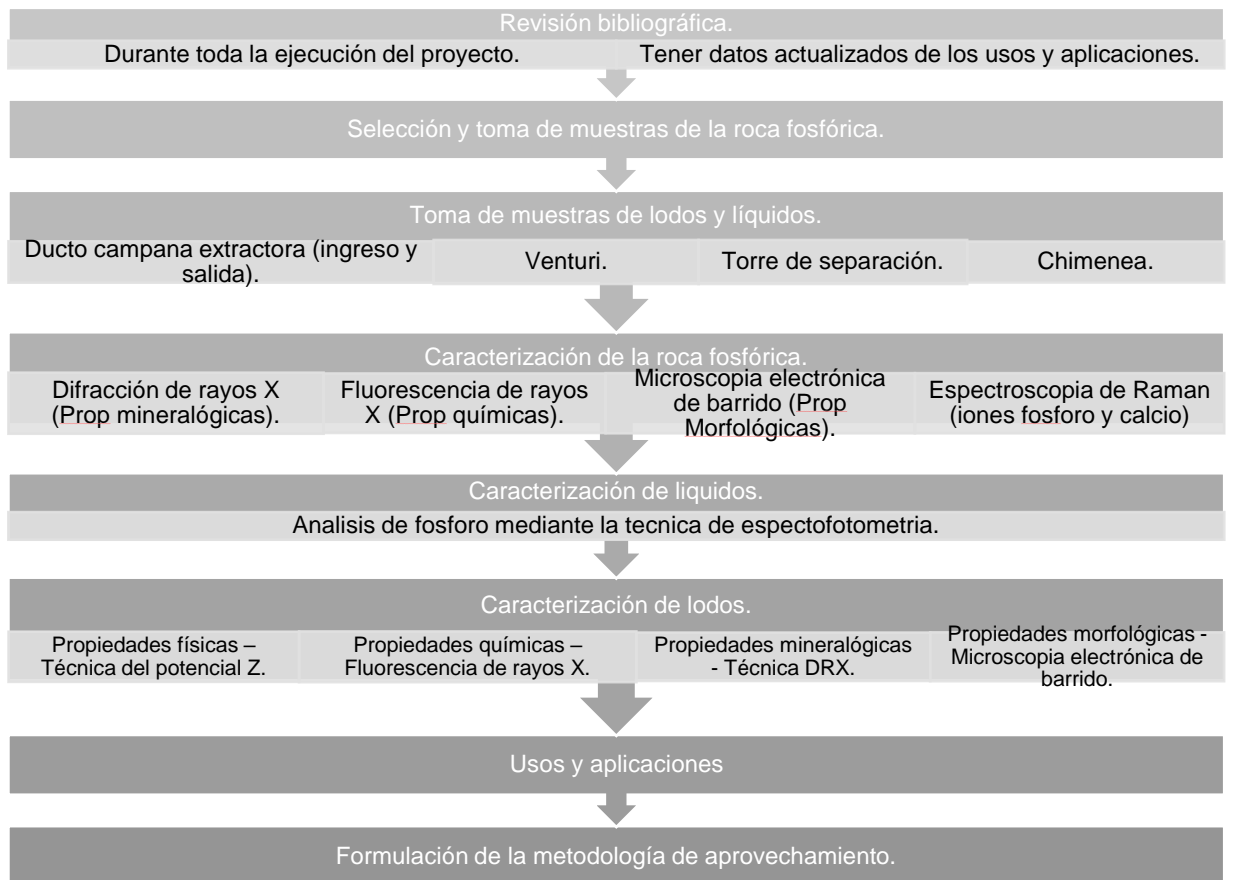 Revisión bibliográfica.
Durante toda la ejecución del proyecto.
Tener datos actualizados de los usos y aplicaciones.
Selección y toma de muestras de la roca fosfórica.
Toma de muestras de lodos y líquidos.
Ducto campana extractora (ingreso y
salida).
Venturi.
Torre de separación.
Chimenea.
Caracterización de la roca fosfórica.
Difracción de rayos X
(Prop mineralógicas).
Fluorescencia de rayos
X (Prop químicas).
Microscopia electrónica
de barrido (Prop
Morfológicas).
Espectroscopia de Raman
(iones fosforo y calcio)
Caracterización de liquidos.
Analisis de fosforo mediante la tecnica de espectofotometria.
Caracterización de lodos.
Propiedades físicas –
Técnica del potencial Z.
Propiedades químicas –
Fluorescencia de rayos X.
Propiedades mineralógicas
- Técnica DRX.
Propiedades morfológicas -
Microscopia electrónica de
barrido.
Usos y aplicaciones
Formulación de la metodología de aprovechamiento.